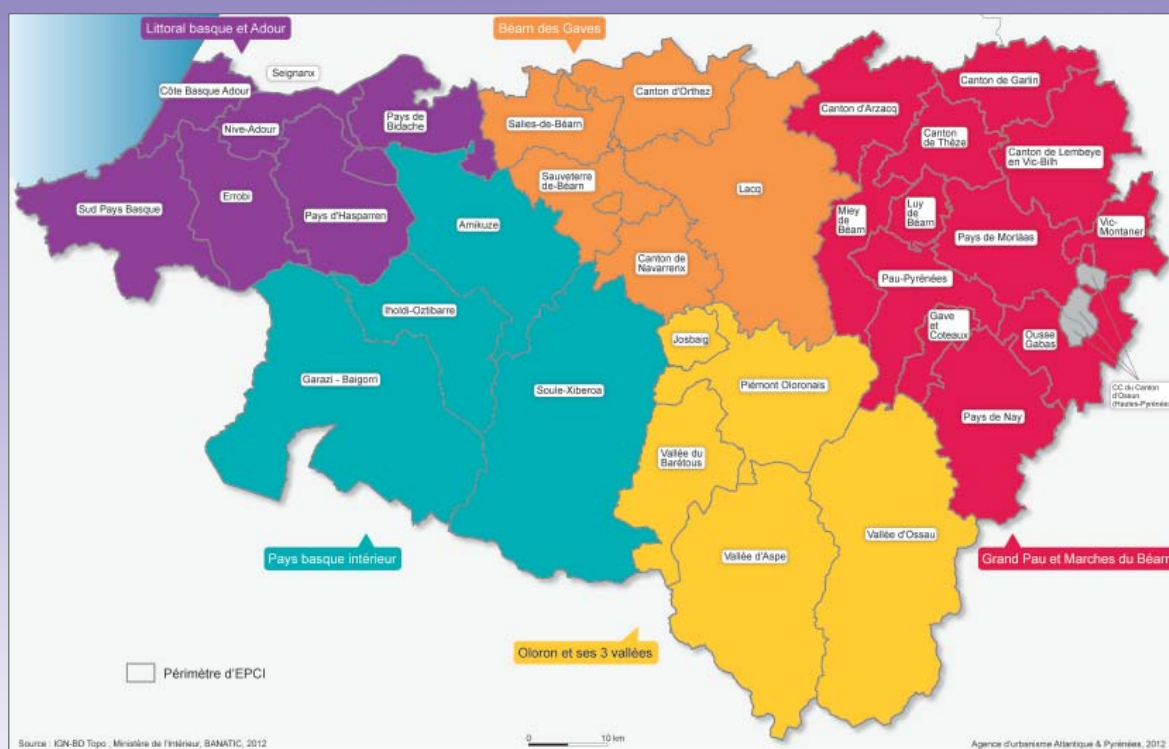 Littoral basque et Adour
Béarn des Gaves
Seignanx
Côte Basque Adour
Nive-Adour
Pays de
Bidache
Sud Pays Basque
Errobi
Pays d'Hasparren
Salies-de-Béarn
Canton d'Orthez
Sauveterre
de-Béarn
Lacq
Canton de
Navarrenx
Canton de Garlin
Canton d'Arzacq
Canton
de Thèze
Canton de Lembeye
en Vic-Bilh
Miey
de
Béarn
Luy
de
Béarn
Pays de Morlàas
Vic-
Montaner
Pau-Pyrénées
Gave
et
Coteaux
Ousse
Gabas
CC du Canton
d'Ossun
(Hautes-Pyrénées
Pays de Nay
Amikuze
Iholdi-Oztibarre
Garazi - Baigorri
Soule-Xiberoa
Josbaig
Piémont Oloronais
Vallée du
Barétous
Vallée d'Aspe
Vallée d'Ossau
Pays basque intérieur
Grand Pau et Marches du Béarn
Oloron et ses 3 vallées
Périmètre d'EPCI
Source : IGN-BD Topo ; Ministère de l'Intérieur, BANATIC, 2012
0 10 km
Agence d'urbanisme Atlantique & Pyrénées, 2012